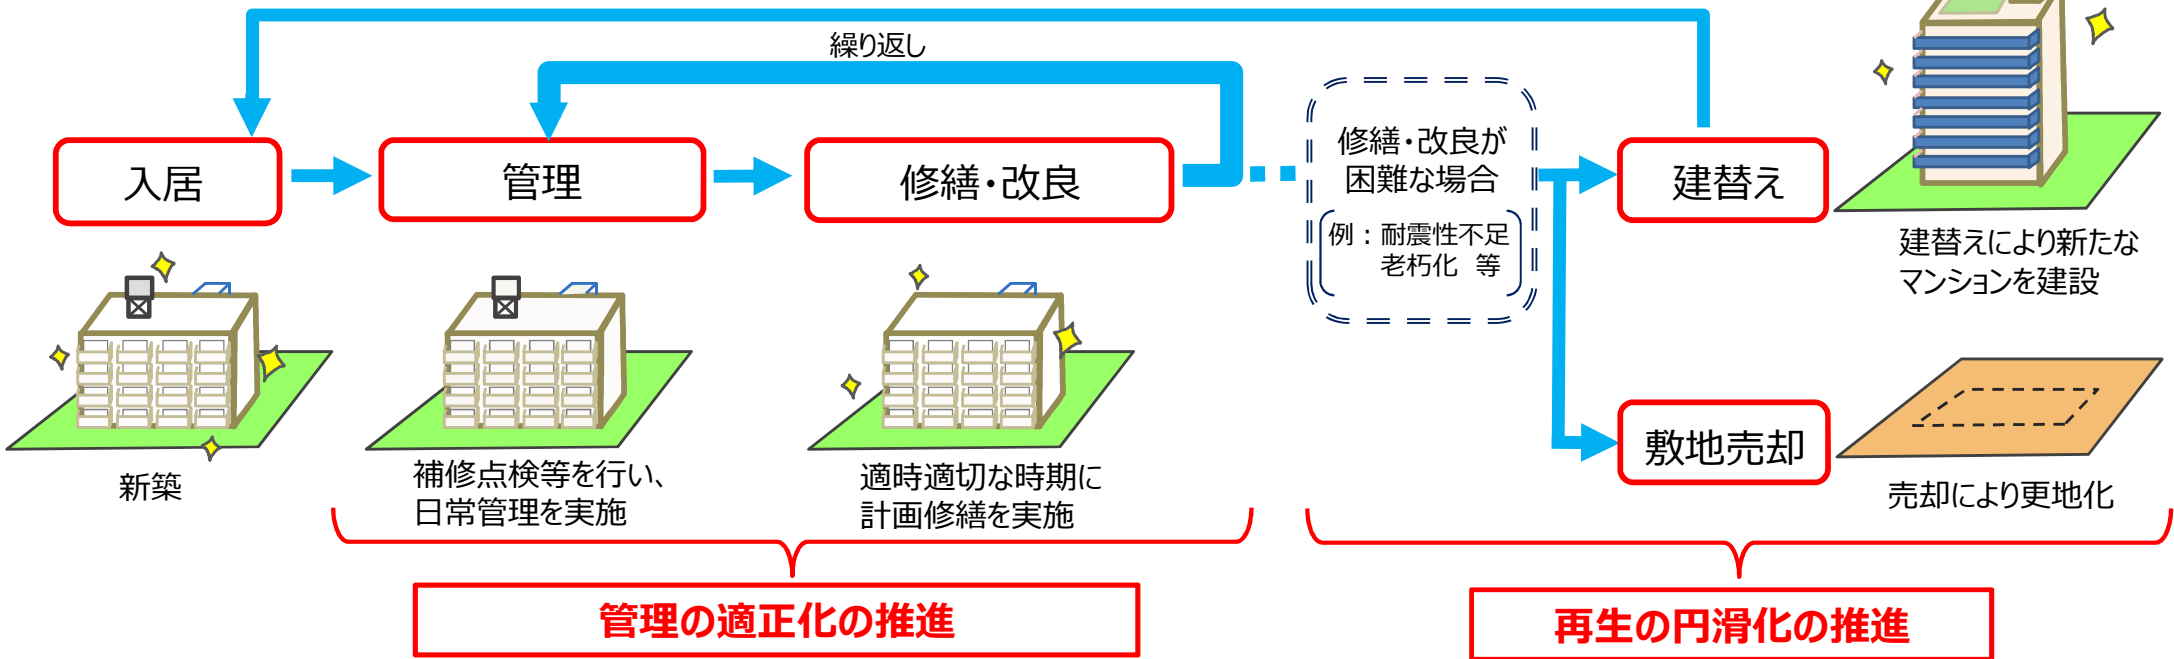 繰り返し
入居
管理
修繕・改良
修繕・改良が
困難な場合
例：耐震性不足
老朽化　等
建替え
建替えにより新たな
マンションを建設
敷地売却
売却により更地化
新築
補修点検等を行い、
日常管理を実施
適時適切な時期に
計画修繕を実施
管理の適正化の推進
再生の円滑化の推進